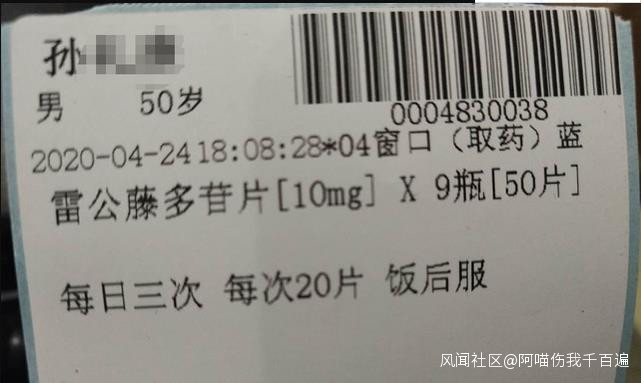 孙
男 50岁
0004830038
2020-04-24 18:08:28*04窗口（取药）蓝
雷公藤多苷片[10mg] X 9瓶[50片]
每日三次 每次20片 饭后服
风闻社区@阿喵伤我千百遍